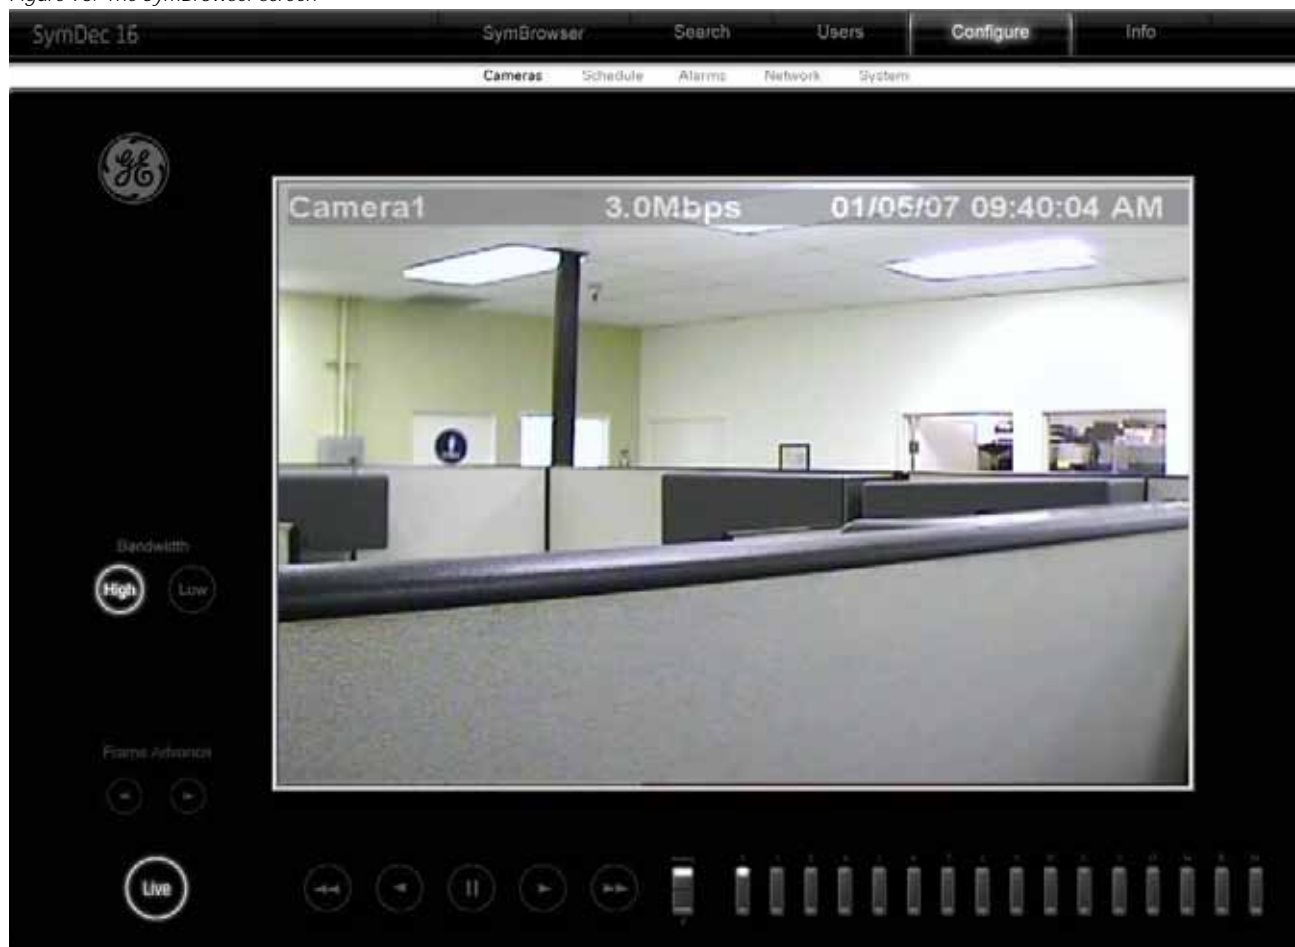 SymDec 16
SymBrowser Search Users Configure Info
Cameras Schedule Alarms Network System
GE
Camera1 3.0Mbps 01/05/07 09:40:04 AM
Bandwidth
High Low
Frame Advance
Live